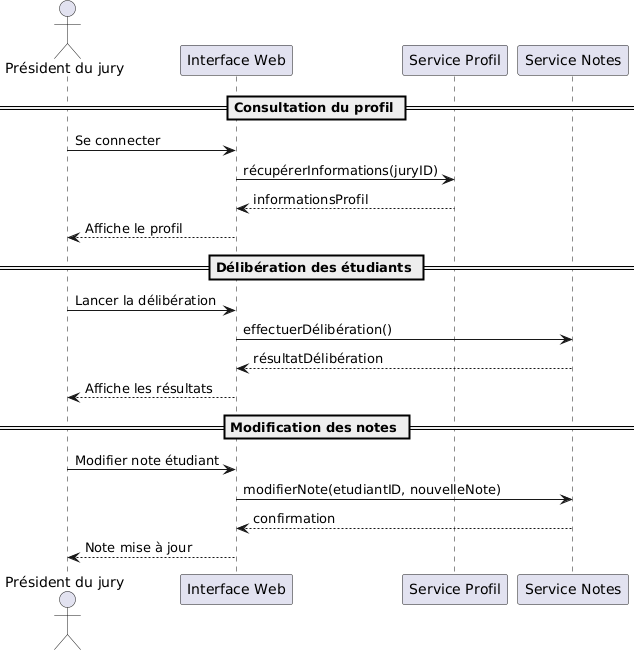 Président du jury
Interface Web
Service Profil
Service Notes
Consultation du profil
Se connecter
récupérerInformations(juryID)
informationsProfil
Affiche le profil
Délibération des étudiants
Lancer la délibération
effectuerDélibération()
résultatDélibération
Affiche les résultats
Modification des notes
Modifier note étudiant
modifierNote(etudiantID, nouvelleNote)
confirmation
Note mise à jour
Président du jury
Interface Web
Service Profil
Service Notes